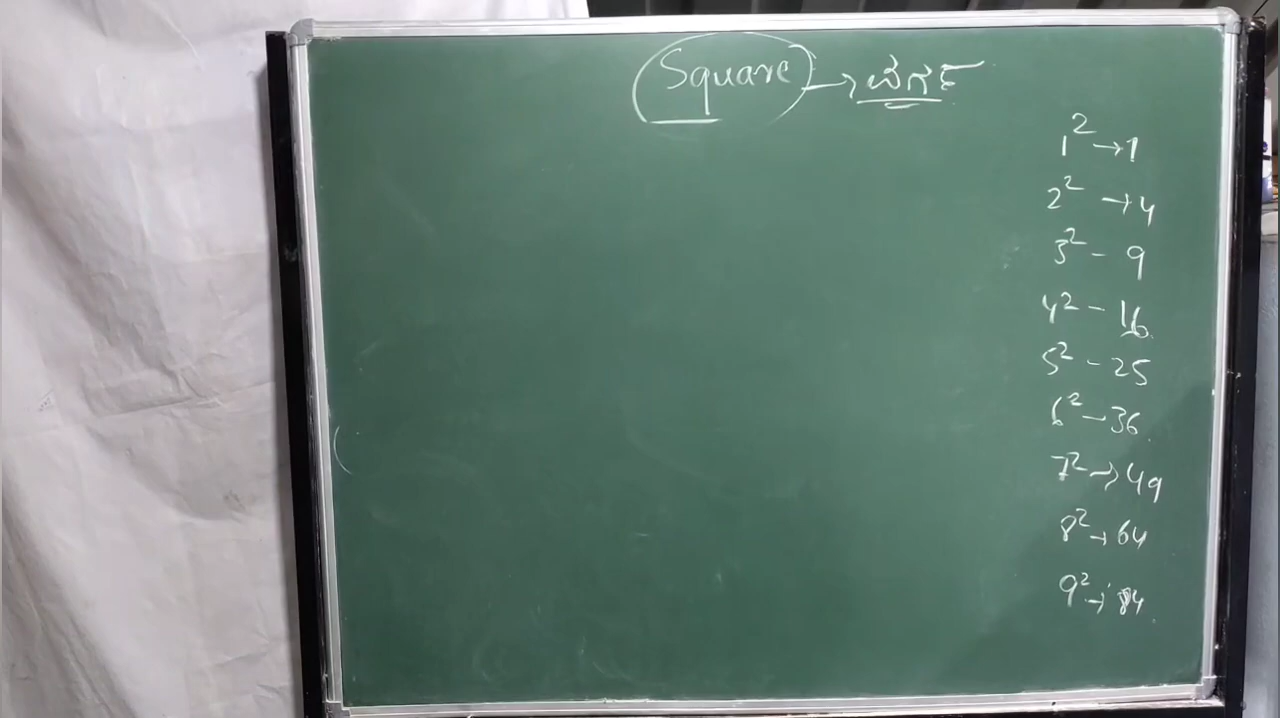 Square → ವರ್ಗ
1² → 1
2² → 4
3² - 9
4² - 16
5² - 25
6² - 36
7² → 49
8² → 64
9² → 84